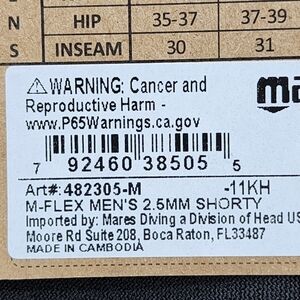 N HIP 35-37 37-39
S INSEAM 30 31
⚠WARNING: Cancer and
Reproductive Harm -
www.P65Warnings.ca.gov
7 92460 38505 5
Art#: 482305-M -11KH
M-FLEX MEN'S 2.5MM SHORTY
Imported by: Mares Diving a Division of Head US
Moore Rd Suite 208, Boca Raton, FL33487
MADE IN CAMBODIA